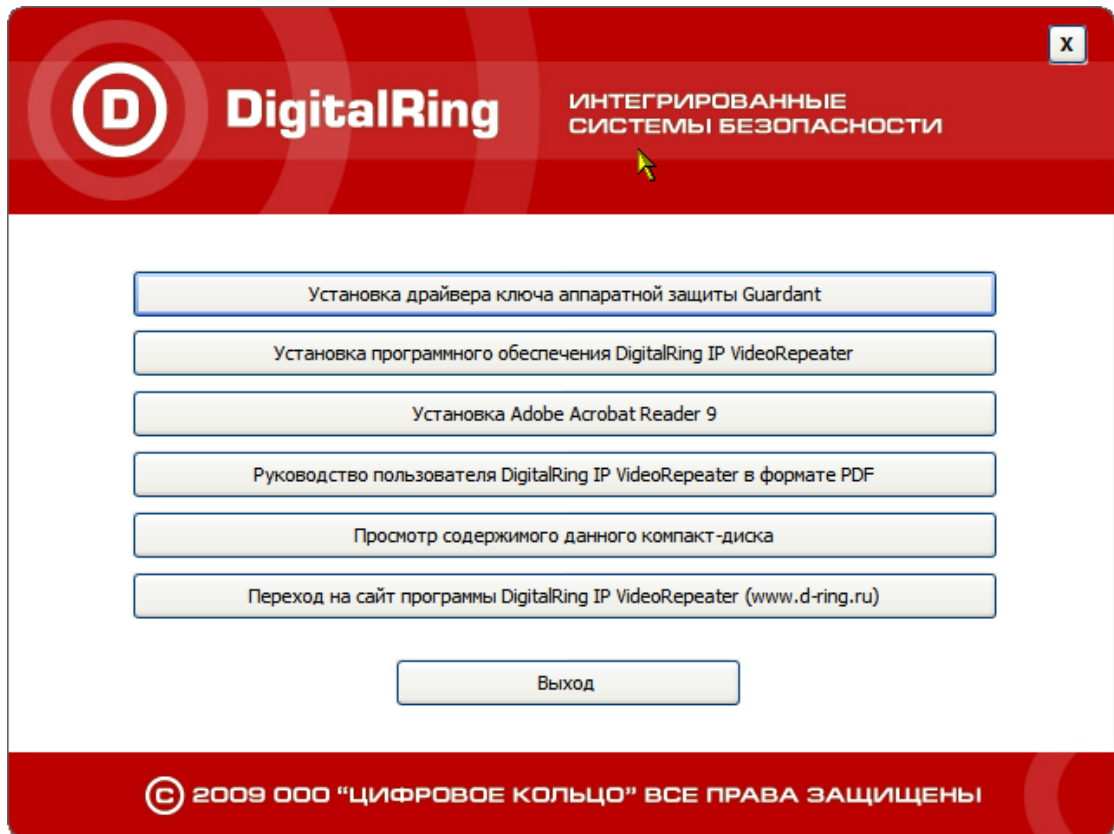 X
D
DigitalRing
ИНТЕГРИРОВАННЫЕ
СИСТЕМЫ БЕЗОПАСНОСТИ
Установка драйвера ключа аппаратной защиты Guardant
Установка программного обеспечения DigitalRing IP VideoRepeater
Установка Adobe Acrobat Reader 9
Руководство пользователя DigitalRing IP VideoRepeater в формате PDF
Просмотр содержимого данного компакт-диска
Переход на сайт программы DigitalRing IP VideoRepeater (www.d-ring.ru)
Выход
© 2009 ООО “ЦИФРОВОЕ КОЛЬЦО” ВСЕ ПРАВА ЗАЩИЩЕНЫ